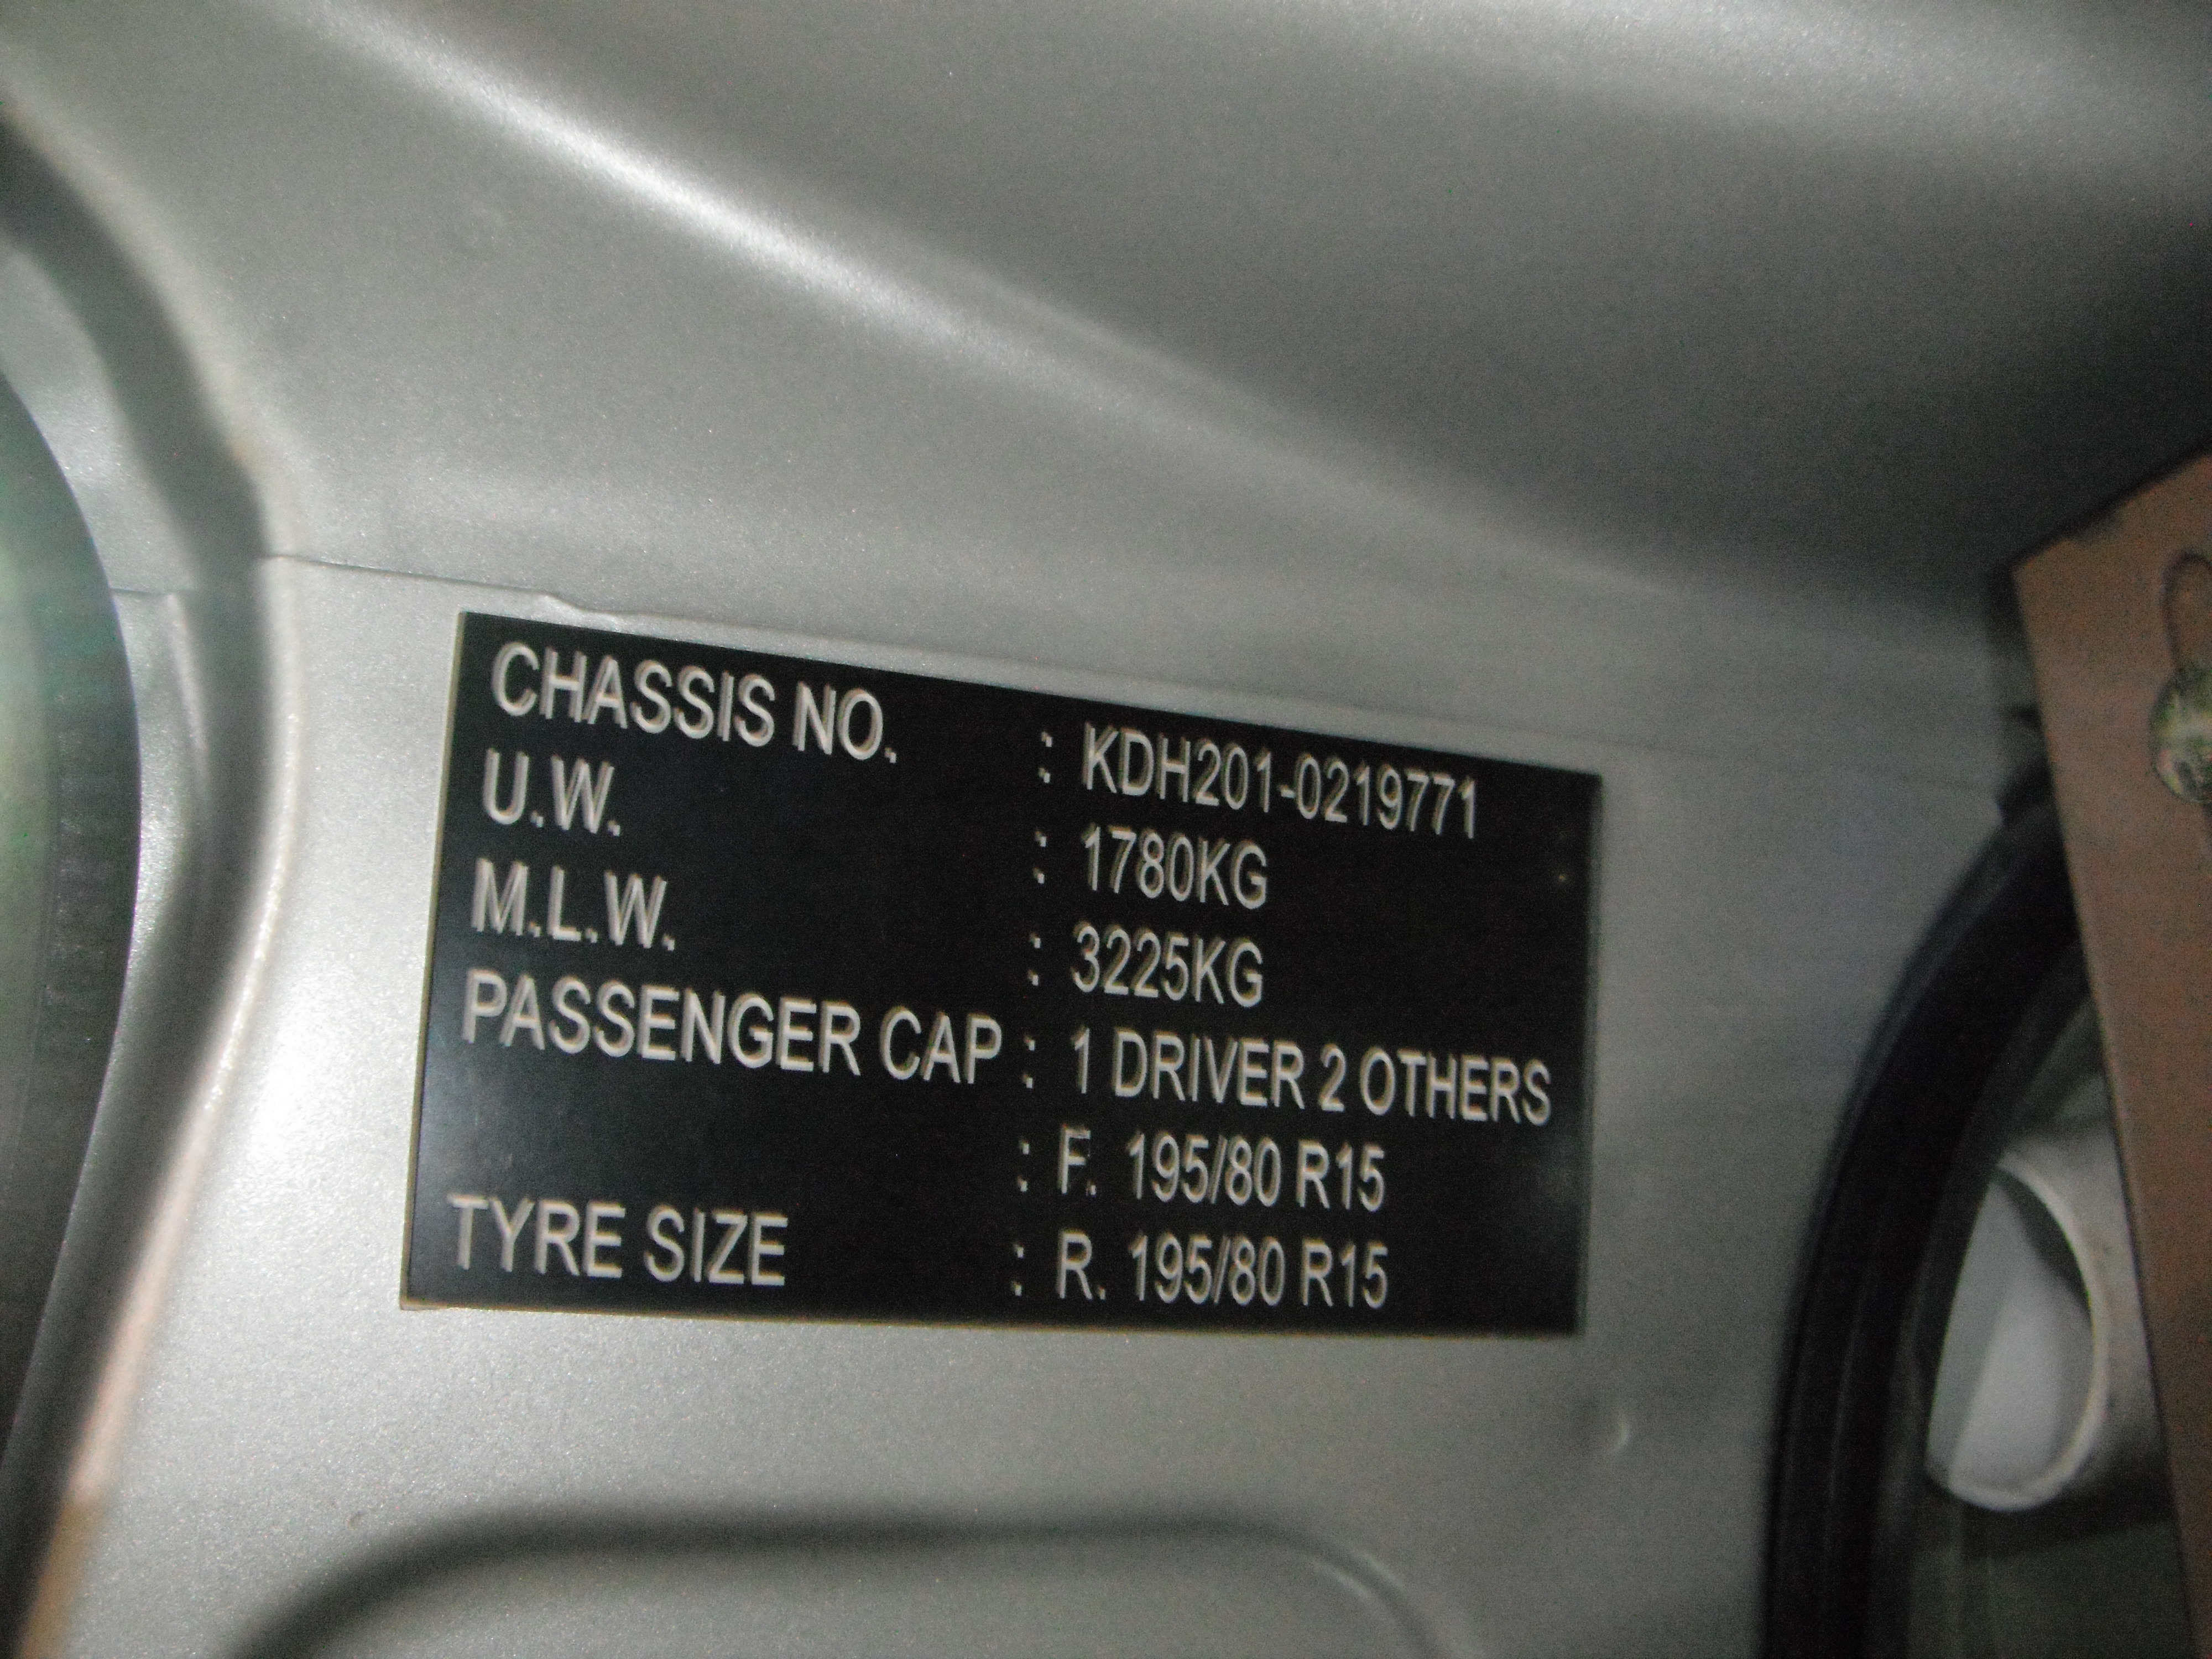 CHASSIS NO. : KDH201-0219771
U.W. : 1780KG
M.L.W. : 3225KG
PASSENGER CAP : 1 DRIVER 2 OTHERS
: F. 195/80 R15
TYRE SIZE : R. 195/80 R15